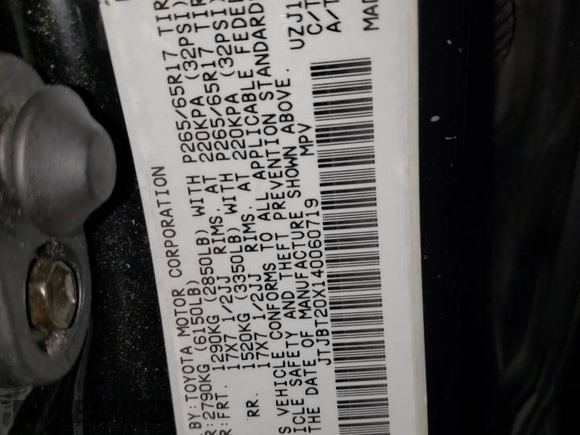 BY:TOYOTA MOTOR CORPORATION
R:2790KG (6150LB)
R:FRT. 1290KG (2850LB) WITH P265/65R17 TIR
17X7 1/2JJ RIMS. AT 220KPA (32PSI)
RR. 1520KG (3350LB) WITH P265/65R17 TIR
17X7 1/2JJ RIMS. AT 220KPA (32PSI)
S VEHICLE CONFORMS TO ALL APPLICABLE FEDE
ICLE SAFETY AND THEFT PREVENTION STANDARD
THE DATE OF MANUFACTURE SHOWN ABOVE.
JTJBT20X140060719 MPV UZJ1
C/T
A/T
MAD